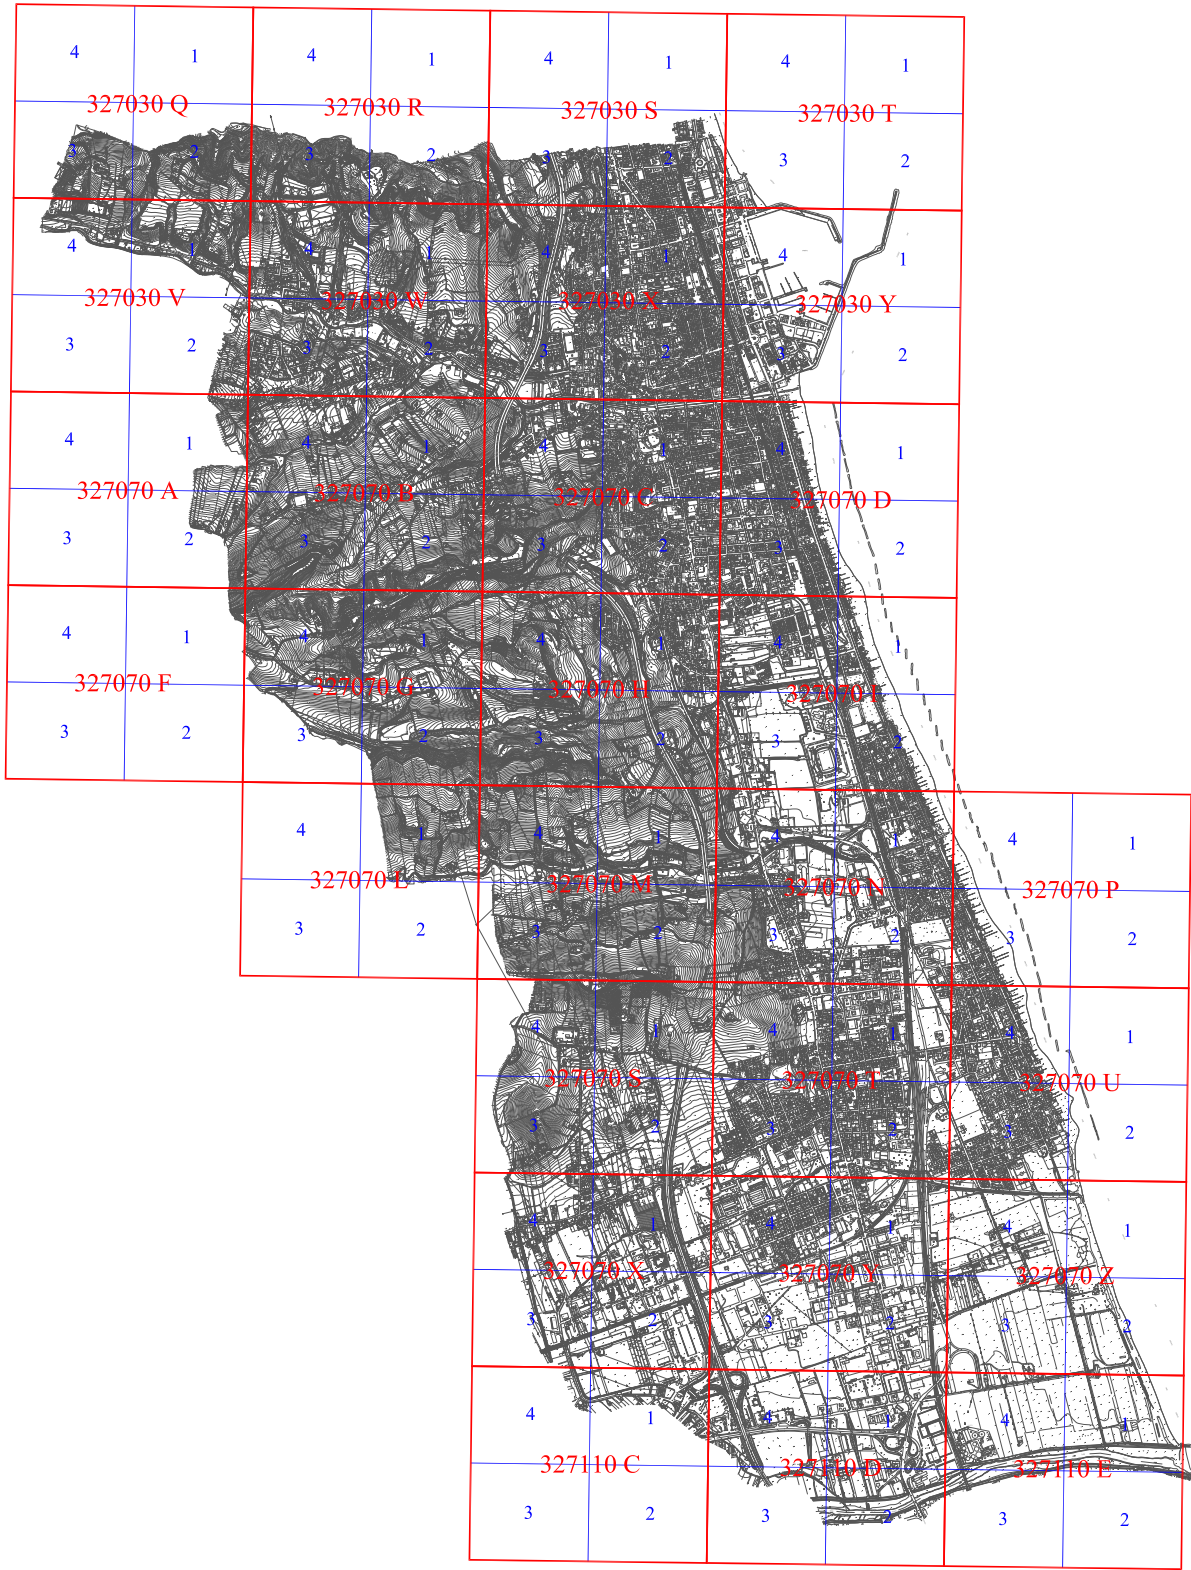 4 1 4 1 4 1 4 1
327030 Q 327030 R 327030 S 327030 T
3 2 3 2 3 2 3 2
4 1 4 1 4 1 4 1
327030 V 327030 W 327030 X 327030 Y
3 2 3 2 3 2 3 2
4 1 4 1 4 1 4 1
327070 A 327070 B 327070 C 327070 D
3 2 3 2 3 2 3 2
4 1 4 1 4 1 4 1
327070 F 327070 G 327070 H 327070 I
3 2 3 2 3 2 3 2
4 1 4 1 4 1 4 1
327070 L 327070 M 327070 N 327070 P
3 2 3 2 3 2 3 2
4 1 4 1 4 1
327070 S 327070 T 327070 U
3 2 3 2 3 2
4 1 4 1 4 1
327070 X 327070 Y 327070 Z
3 2 3 2 3 2
4 1 4 1 4 1
327110 C 327110 D 327110 E
3 2 3 2 3 2